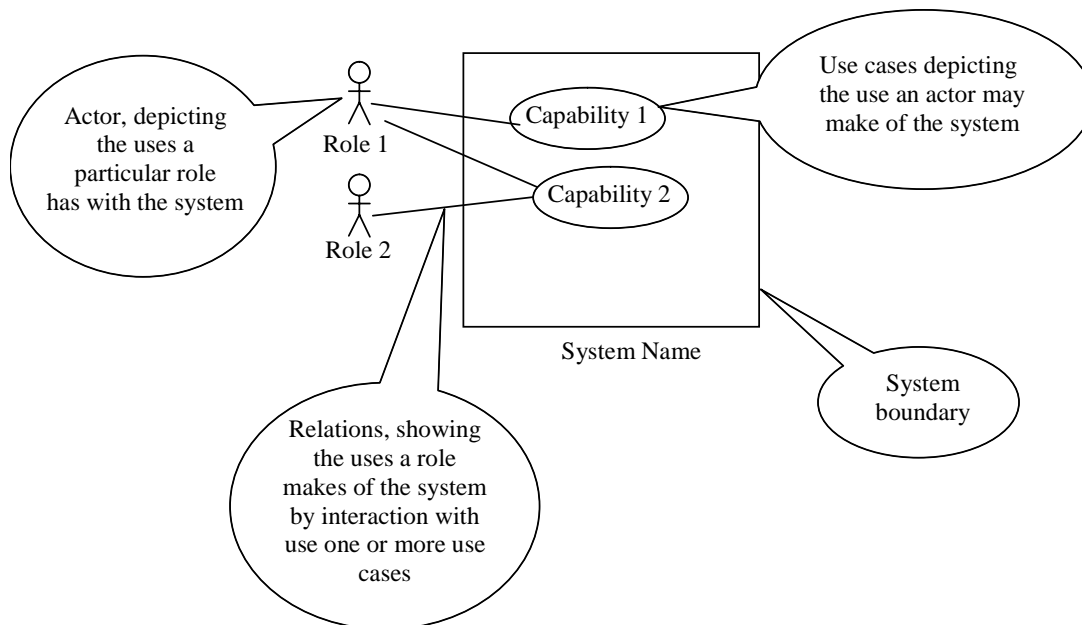 Actor, depicting
the uses a
particular role
has with the system
Role 1
Role 2
Capability 1
Capability 2
System Name
Use cases depicting
the use an actor may
make of the system
System
boundary
Relations, showing
the uses a role
makes of the system
by interaction with
use one or more use
cases